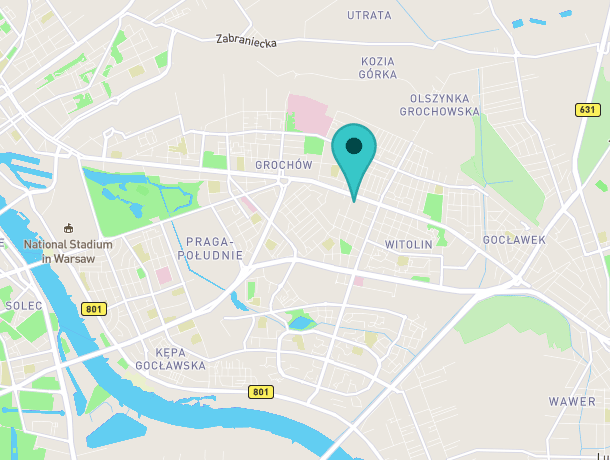 UTRATA
Zabraniecka
KOZIA
GÓRKA
OLSZYNKA
GROCHOWSKA
631
GROCHÓW
National Stadium
in Warsaw
PRAGA-
POŁUDNIE
WITOLIN
GOCŁAWEK
E
SOLEC
801
KĘPA
GOCŁAWSKA
801
WAWER
Lu